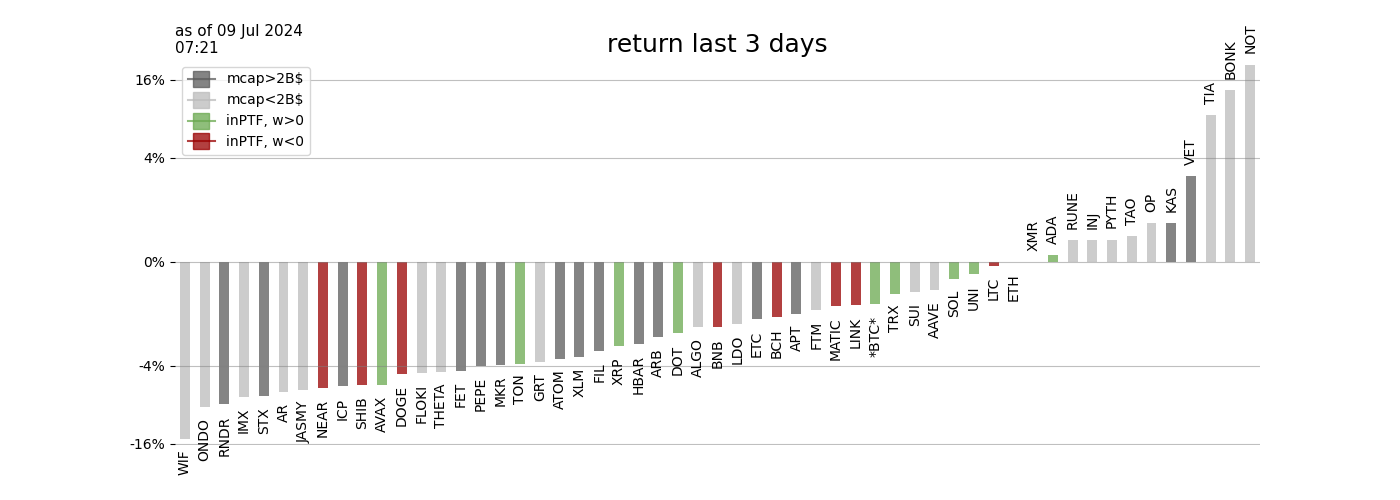 as of 09 Jul 2024
07:21
return last 3 days
mcap>2B$
mcap<2B$
inPTF, w>0
inPTF, w<0
16%
4%
0%
-4%
-16%
WIF
ONDO
RNDR
IMX
STX
AR
JASMY
NEAR
ICP
SHIB
AVAX
DOGE
FLOKI
THETA
FET
PEPE
MKR
TON
GRT
ATOM
XLM
FIL
XRP
HBAR
ARB
DOT
ALGO
BNB
LDO
ETC
BCH
APT
FTM
MATIC
LINK
*BTC*
TRX
SUI
AAVE
SOL
UNI
LTC
ETH
XMR
ADA
RUNE
INJ
PYTH
TAO
OP
KAS
VET
TIA
BONK
NOT